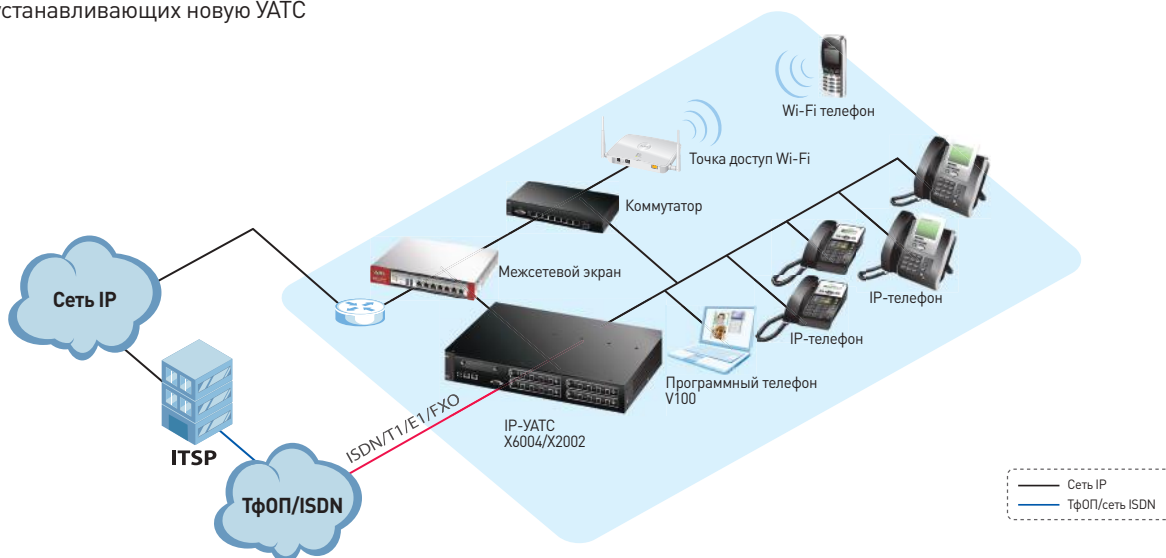 устанавливающих новую УАТС
Wi-Fi телефон
Точка доступ Wi-Fi
Коммутатор
Межсетевой экран
Сеть IP
IP-телефон
IP-телефон
Программный телефон
V100
IP-УАТС
X6004/X2002
ISDN/T1/E1/FXO
ITSP
ТфОП/ISDN
Сеть IP
ТфОП/сеть ISDN